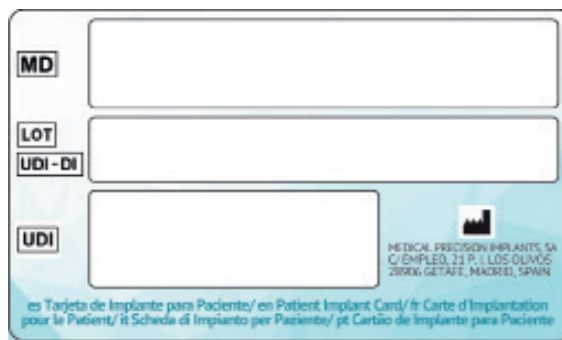 MD
LOT
UDI-DI
UDI
MEDICAL PRECISION IMPLANTS, SA
C/ EMPLEO, 21 P. I. LOS OLIVOS
28906 GETAFE, MADRID, SPAIN
es Tarjeta de Implante para Paciente/ en Patient Implant Card/ fr Carte d'Implantation
pour le Patient/ it Scheda di Impianto per Paziente/ pt Cartão de Implante para Paciente